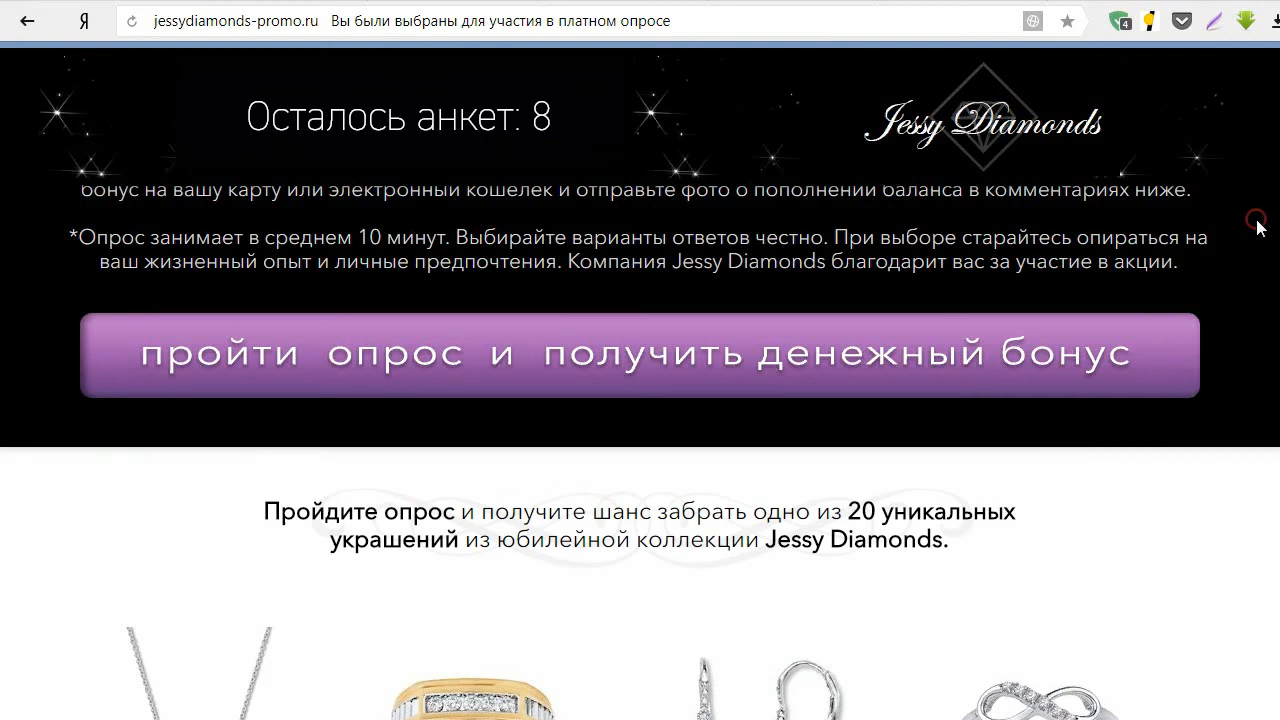 Я
jessydiamonds-promo.ru Вы были выбраны для участия в платном опросе
4
Осталось анкет: 8
Jessy Diamonds
бонус на вашу карту или электронный кошелек и отправьте фото о пополнении баланса в комментариях ниже.
*Опрос занимает в среднем 10 минут. Выбирайте варианты ответов честно. При выборе старайтесь опираться на
ваш жизненный опыт и личные предпочтения. Компания Jessy Diamonds благодарит вас за участие в акции.
пройти опрос и получить денежный бонус
Пройдите опрос и получите шанс забрать одно из 20 уникальных
украшений из юбилейной коллекции Jessy Diamonds.